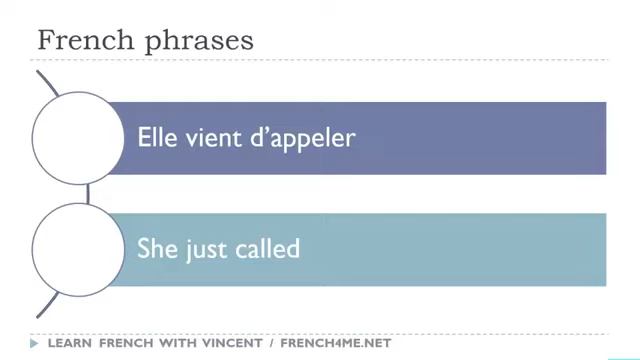 French phrases
Elle vient d’appeler
She just called
LEARN FRENCH WITH VINCENT / FRENCH4ME.NET